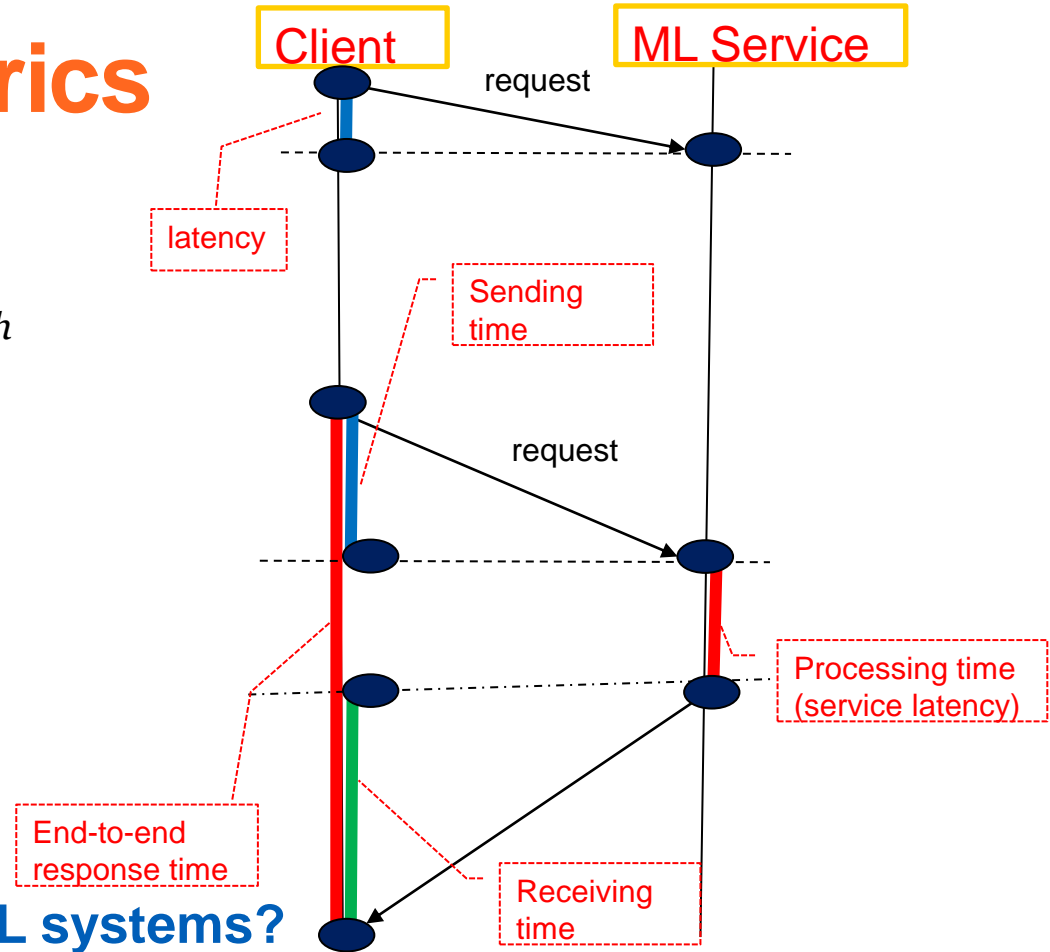 rics
Client
ML Service
request
latency
Sending
time
h
request
Processing time
(service latency)
End-to-end
response time
Receiving
time
L systems?